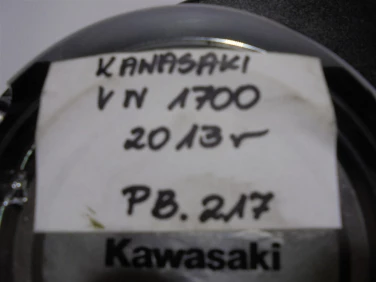 KAWASAKI
VN 1700
2013r
PB. 217
Kawasaki